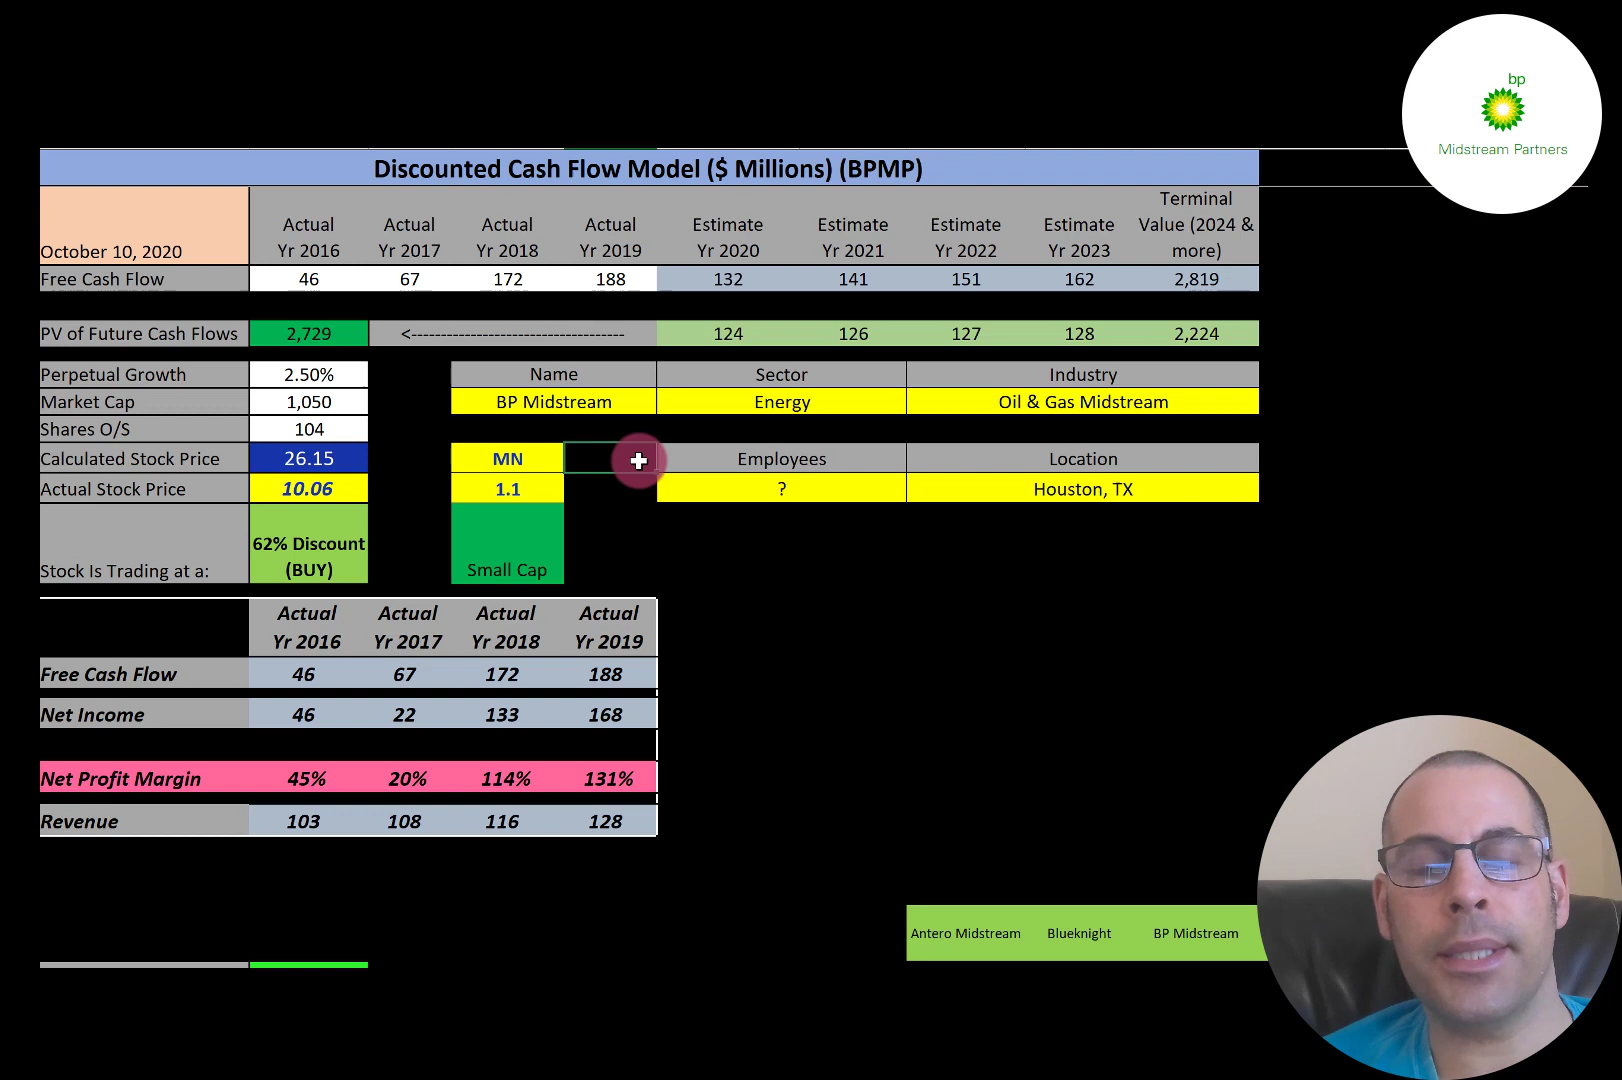 bp
Midstream Partners
Discounted Cash Flow Model ($ Millions) (BPMP)
October 10, 2020 Actual Yr 2016 Actual Yr 2017 Actual Yr 2018 Actual Yr 2019 Estimate Yr 2020 Estimate Yr 2021 Estimate Yr 2022 Estimate Yr 2023 Terminal Value (2024 & more)
Free Cash Flow 46 67 172 188 132 141 151 162 2,819
PV of Future Cash Flows 2,729 <------------------------------------ 124 126 127 128 2,224
Perpetual Growth 2.50% Name Sector Industry
Market Cap 1,050 BP Midstream Energy Oil & Gas Midstream
Shares O/S 104
Calculated Stock Price 26.15 MN Employees Location
Actual Stock Price 10.06 1.1 ? Houston, TX
Stock Is Trading at a: 62% Discount (BUY) Small Cap
Actual Yr 2016 Actual Yr 2017 Actual Yr 2018 Actual Yr 2019
Free Cash Flow 46 67 172 188
Net Income 46 22 133 168
Net Profit Margin 45% 20% 114% 131%
Revenue 103 108 116 128
Antero Midstream Blueknight BP Midstream